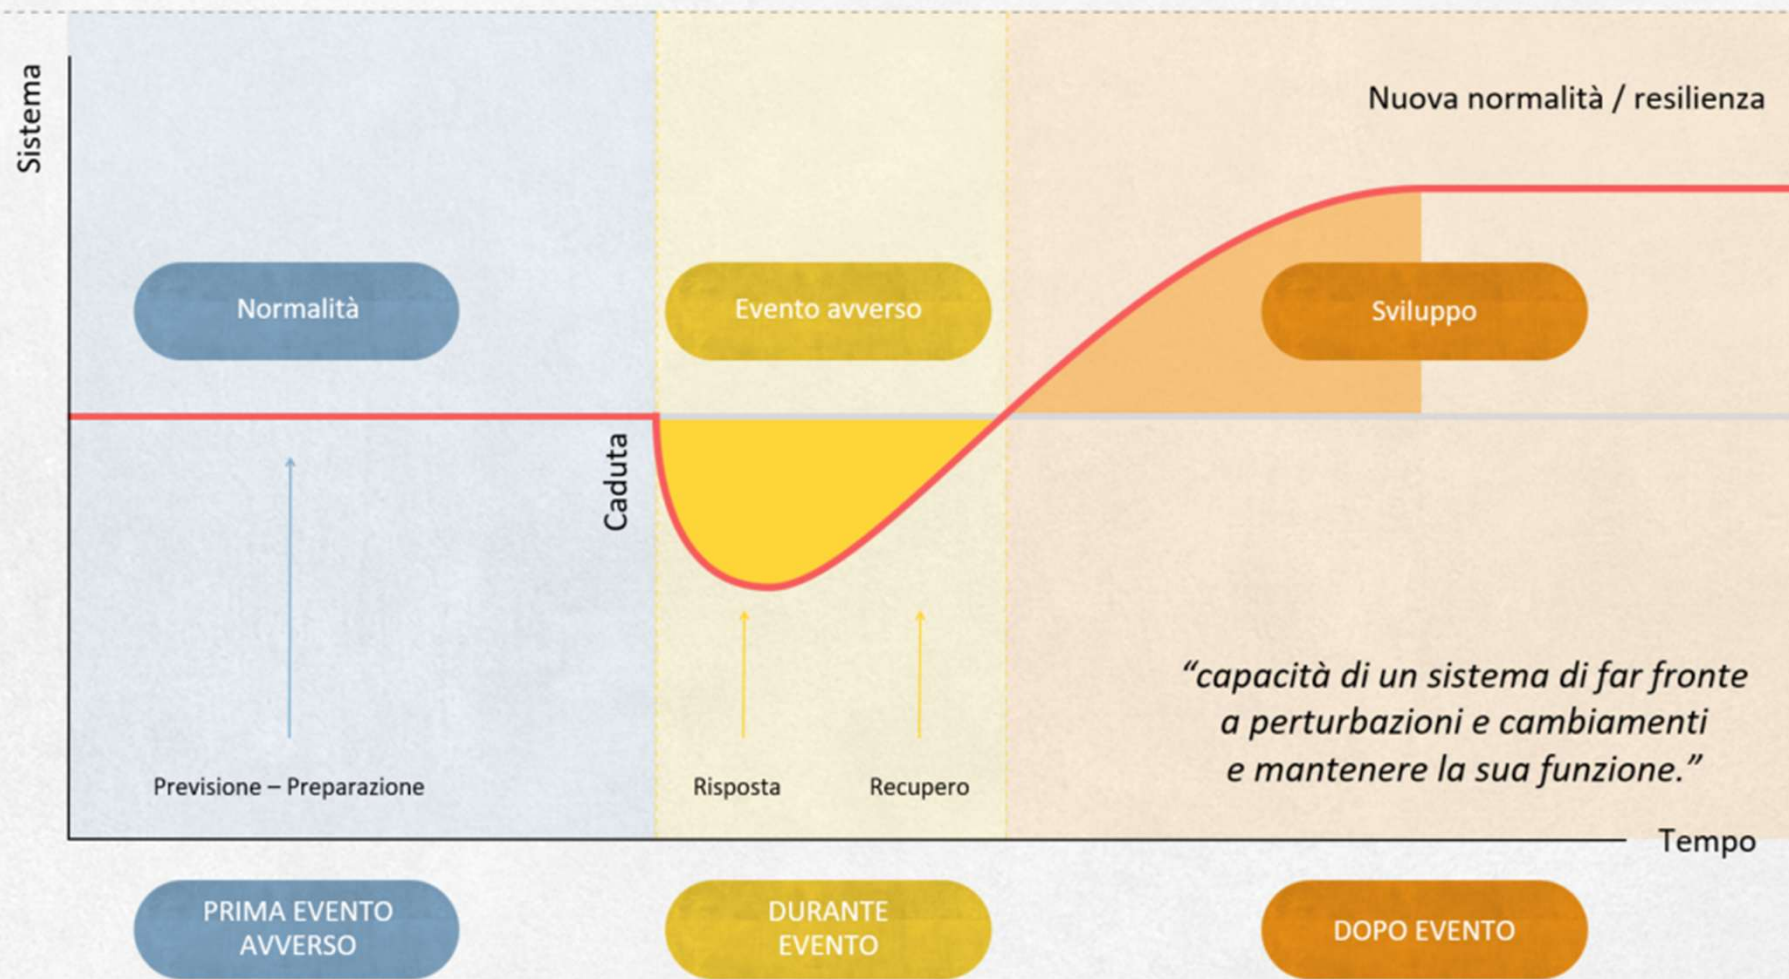 Sistema
Nuova normalità / resilienza
Normalità
Evento avverso
Sviluppo
Caduta
"capacità di un sistema di far fronte
a perturbazioni e cambiamenti
e mantenere la sua funzione."
Previsione – Preparazione
Risposta
Recupero
Tempo
PRIMA EVENTO
AVVERSO
DURANTE
EVENTO
DOPO EVENTO